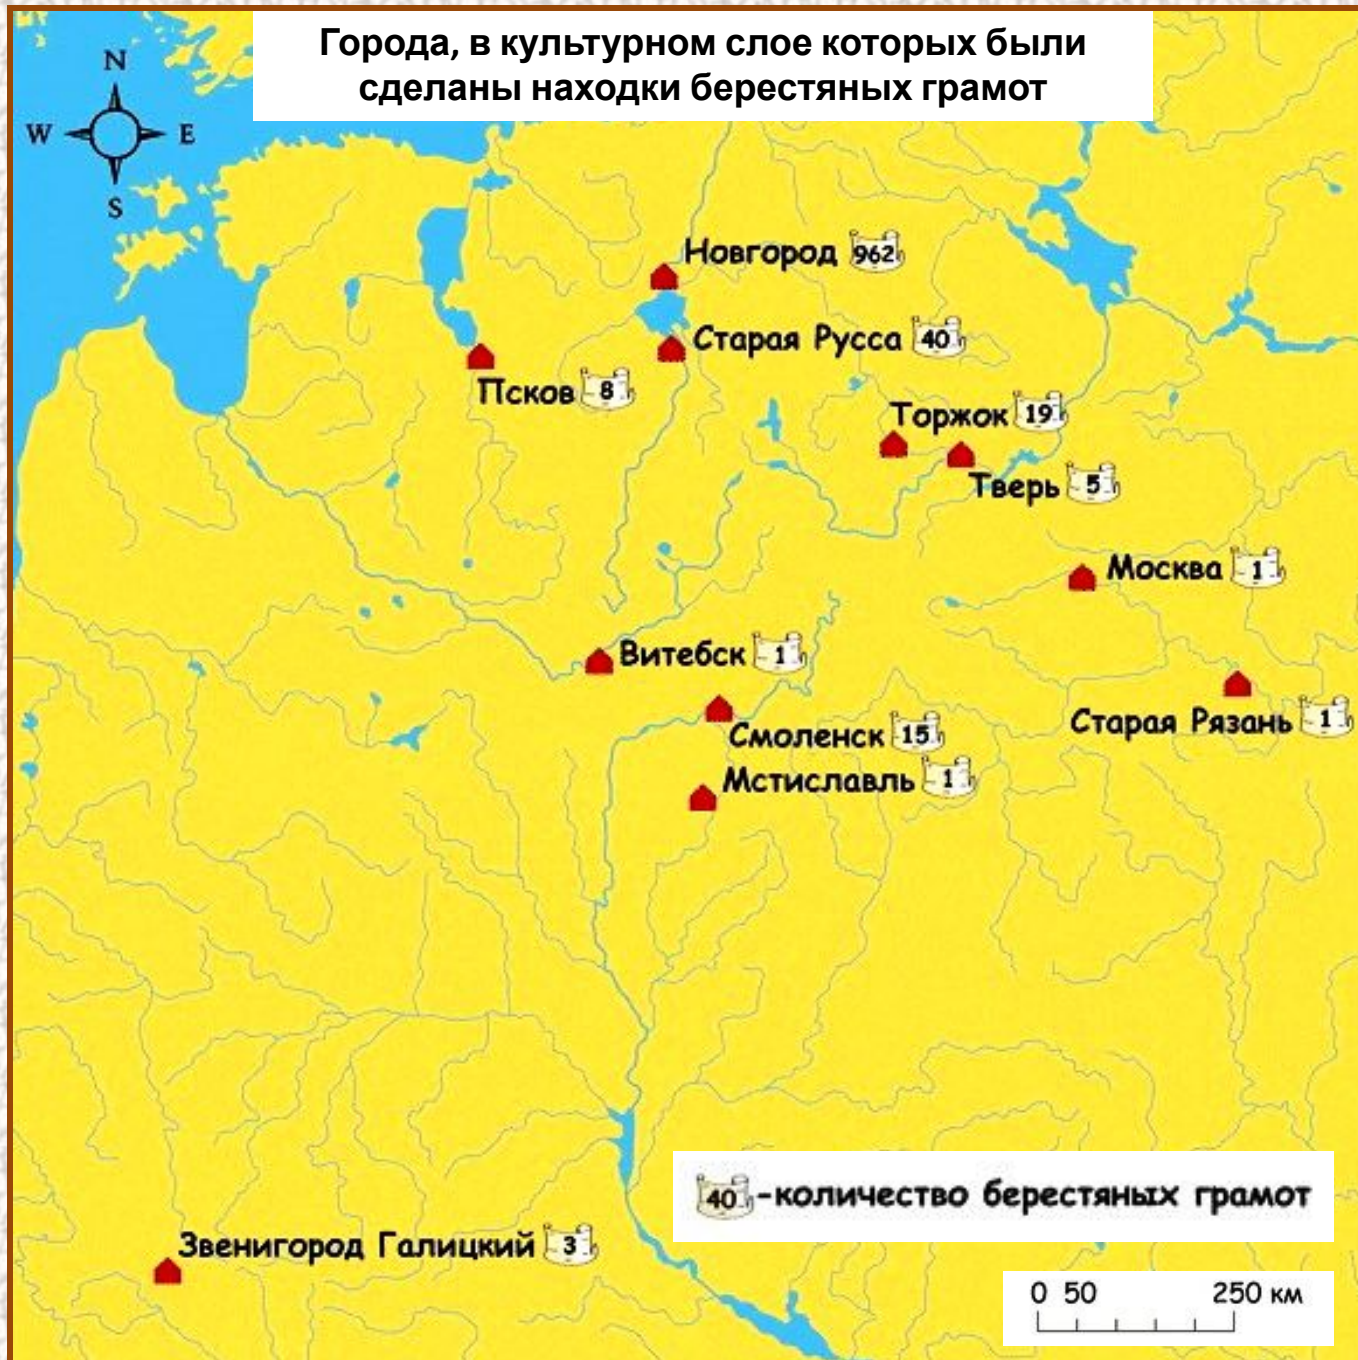 Города, в культурном слое которых были
сделаны находки берестяных грамот
N
W E
S
Новгород 962
Старая Русса 40
Псков 8
Торжок 19
Тверь 5
Москва 1
Витебск 1
Старая Рязань 1
Смоленск 15
Мстиславль 1
40 -количество берестяных грамот
Звенигород Галицкий 3
0 50 250 км